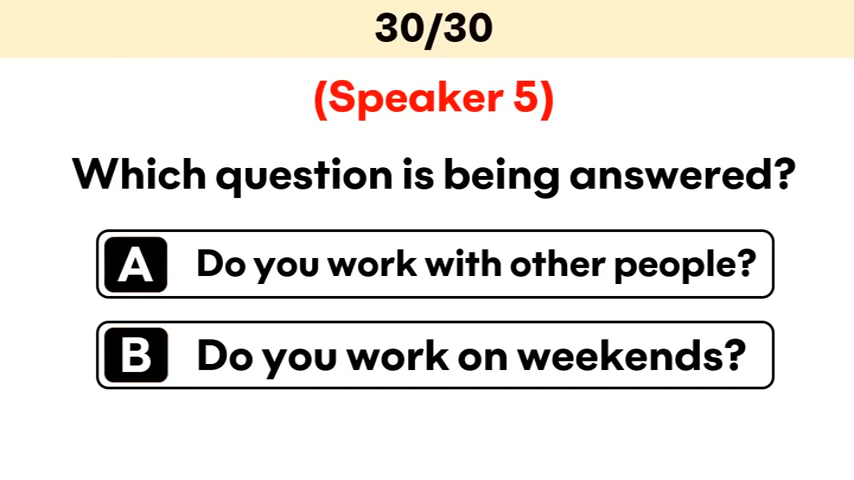 30/30
(Speaker 5)
Which question is being answered?
A Do you work with other people?
B Do you work on weekends?